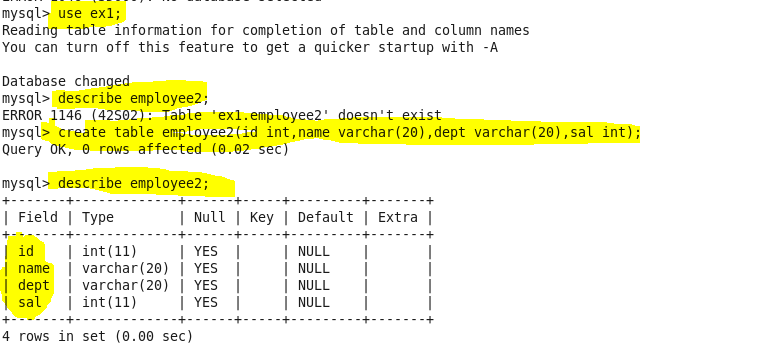 mysql> use ex1;
Reading table information for completion of table and column names
You can turn off this feature to get a quicker startup with -A
Database changed
mysql> describe employee2;
ERROR 1146 (42S02): Table 'ex1.employee2' doesn't exist
mysql> create table employee2(id int,name varchar(20),dept varchar(20),sal int);
Query OK, 0 rows affected (0.02 sec)
mysql> describe employee2;
+-------+-------------+------+-----+---------+-------+
| Field | Type        | Null | Key | Default | Extra |
+-------+-------------+------+-----+---------+-------+
| id    | int(11)     | YES  |     | NULL    |       |
| name  | varchar(20) | YES  |     | NULL    |       |
| dept  | varchar(20) | YES  |     | NULL    |       |
| sal   | int(11)     | YES  |     | NULL    |       |
+-------+-------------+------+-----+---------+-------+
4 rows in set (0.00 sec)